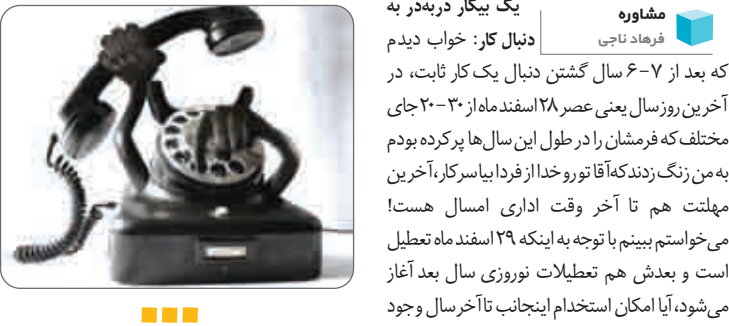 مشاوره
فرهاد ناجی
یک بیکار دربه‌در به
دنبال کار: خواب دیدم
که بعد از ۷-۶ سال گشتن دنبال یک کار ثابت، در
آخرین روز سال یعنی عصر ۲۸ اسفند ماه از ۳۰-۲۰ جای
مختلف که فرمشان را در طول این سال‌ها پر کرده بودم
به من زنگ زدند که آقا تو رو خدا از فردا بیا سر کار، آخرین
مهلتت هم تا آخر وقت اداری امسال هست!
می‌خواستم ببینم با توجه به اینکه ۲۹ اسفند ماه تعطیل
است و بعدش هم تعطیلات نوروزی سال بعد آغاز
می‌شود، آیا امکان استخدام اینجانب تا آخر سال وجود